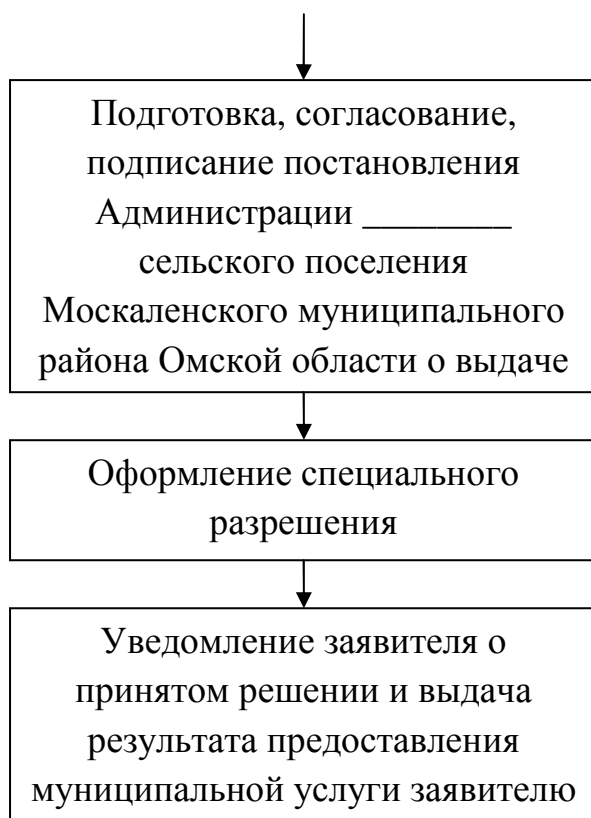 Подготовка, согласование,
подписание постановления
Администрации ________
сельского поселения
Москаленского муниципального
района Омской области о выдаче
Оформление специального
разрешения
Уведомление заявителя о
принятом решении и выдача
результата предоставления
муниципальной услуги заявителю